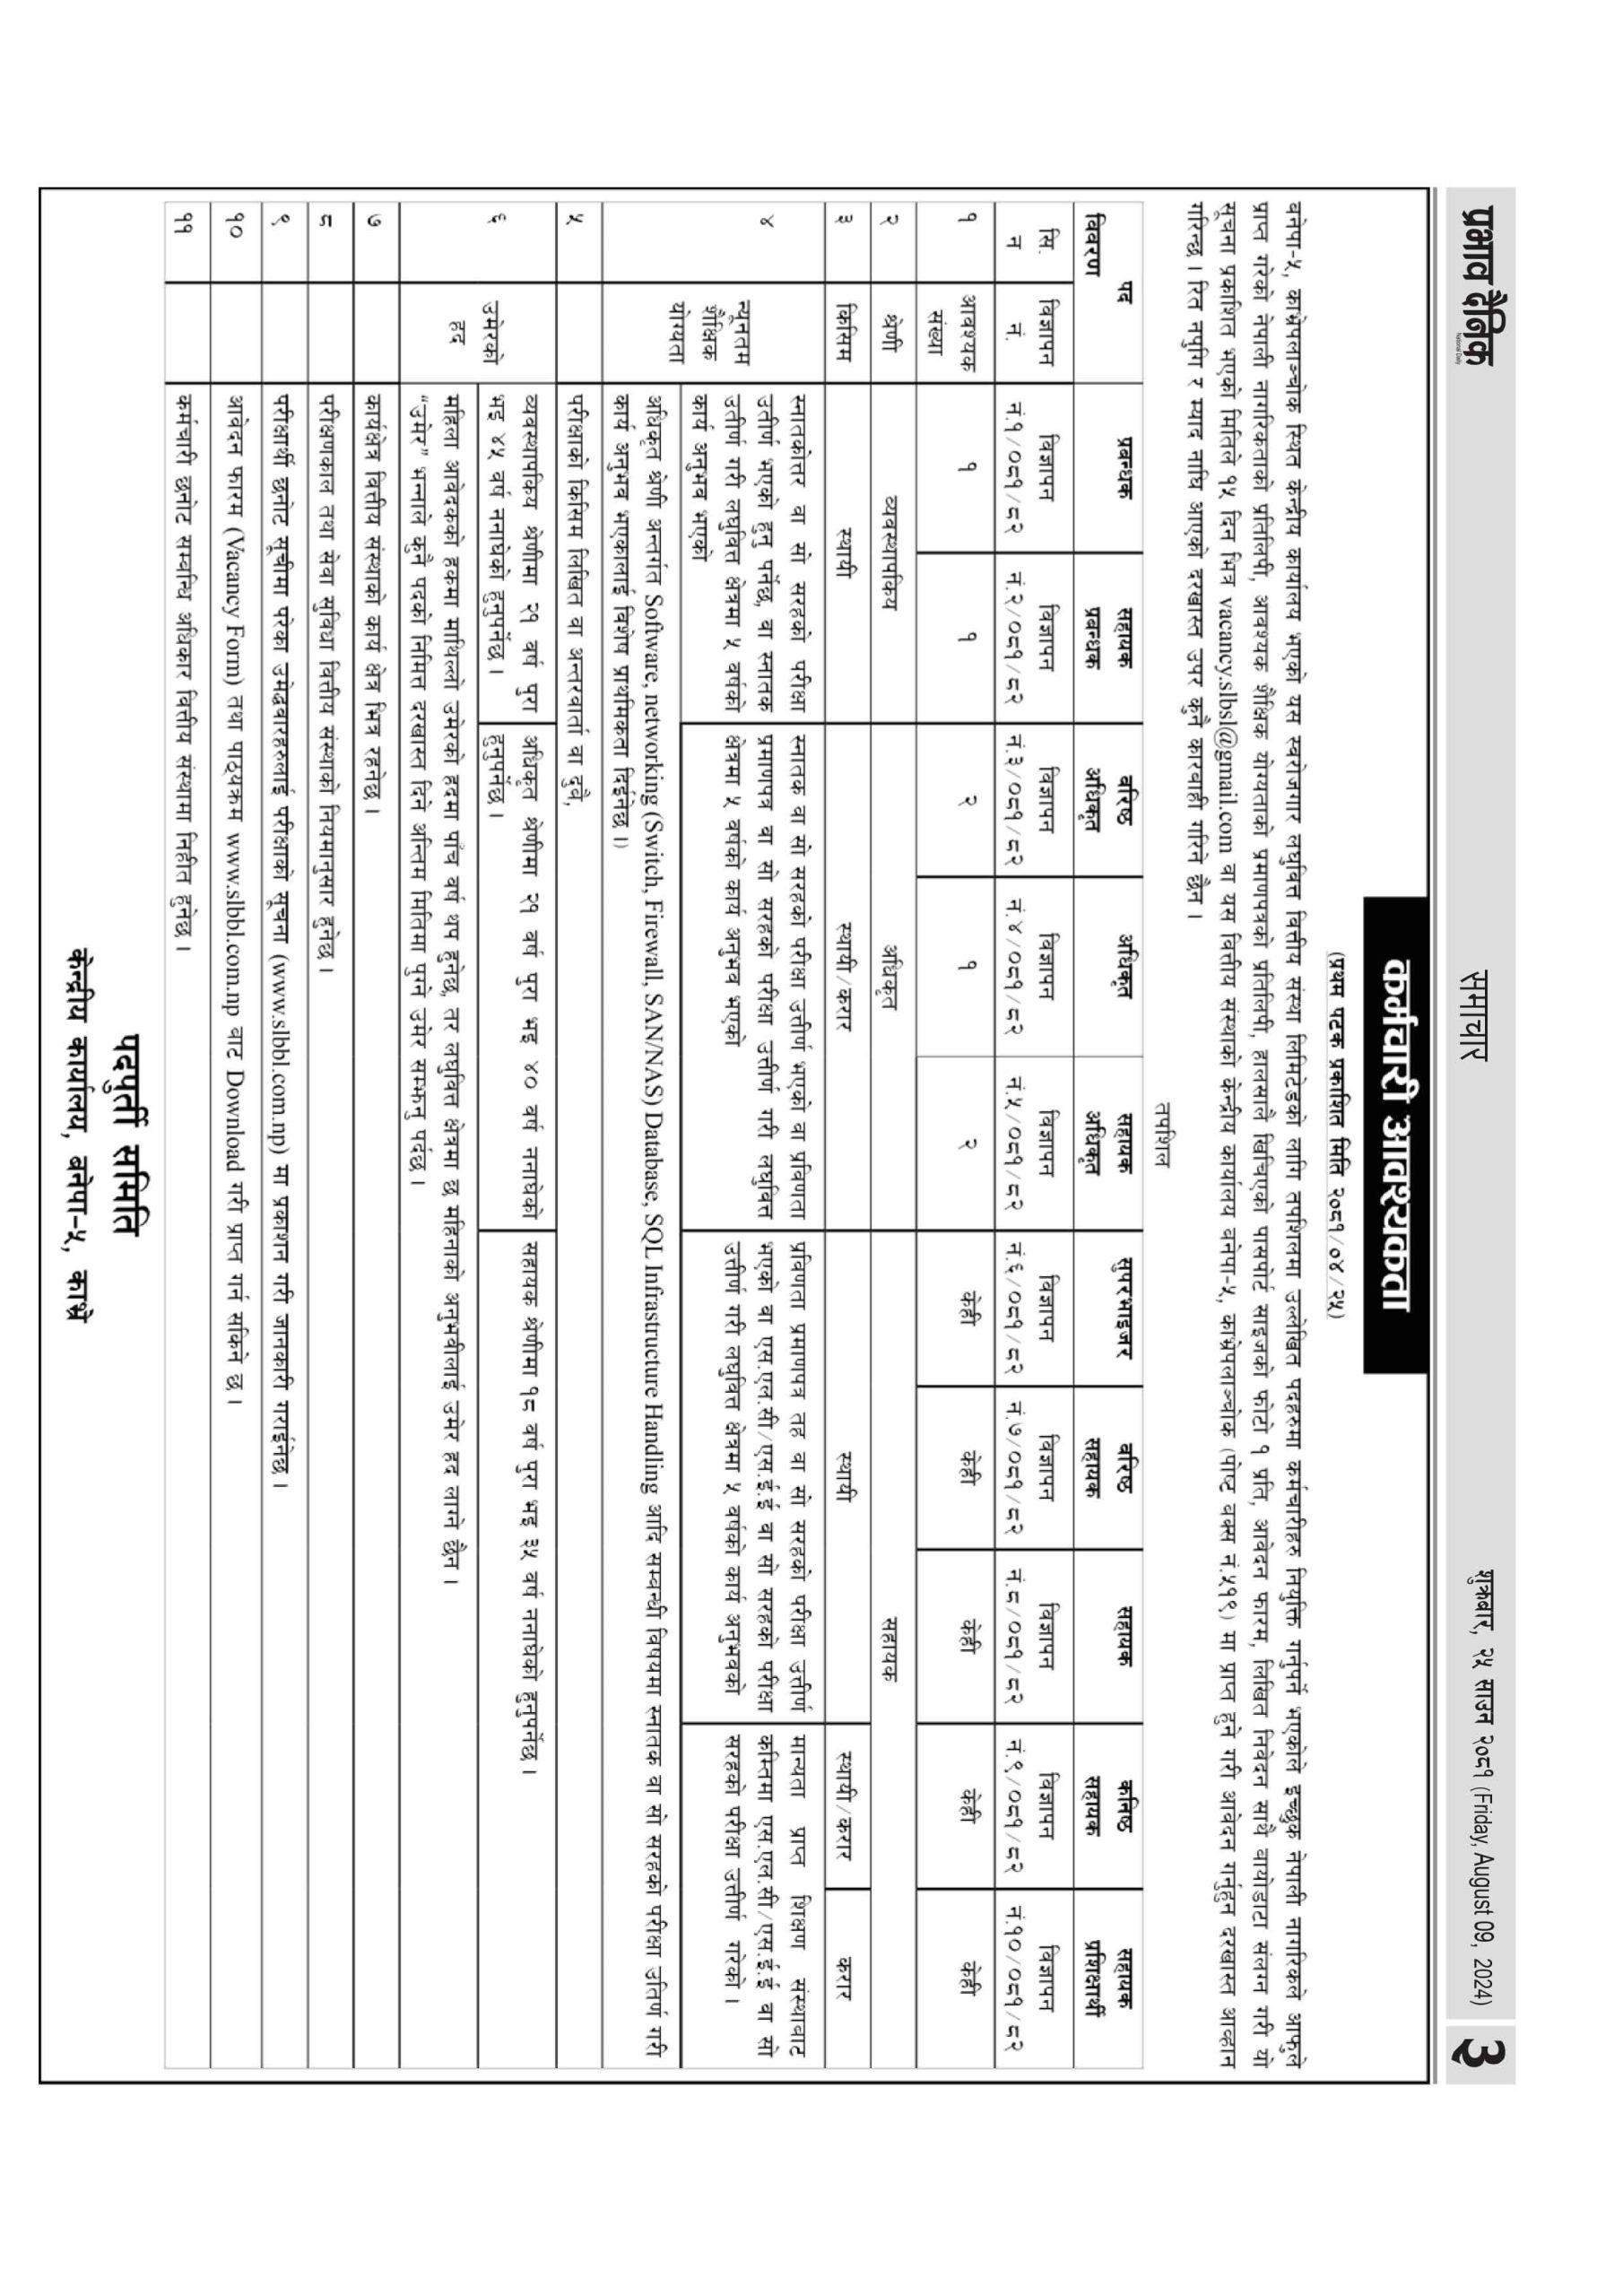 प्रभाव दैनिक
National Daily
समाचार
शुक्रबार, २५ साउन २०८१ (Friday, August 09, 2024)
३
कर्मचारी आवश्यकता
(प्रथम पटक प्रकाशित मिति २०८१/०४/२५)
बनेपा-५, काभ्रेपलाञ्चोक स्थित केन्द्रीय कार्यालय भएको यस स्वरोजगार लघुवित्त वित्तीय संस्था लिमिटेडको लागि तपशिलमा उल्लेखित पदहरुमा कर्मचारीहरु नियुक्ति गर्नुपर्ने भएकोले इच्छुक नेपाली नागरिकले आफुले
प्राप्त गरेको नेपाली नागरिकताको प्रतिलिपी, आवश्यक शैक्षिक योग्यताको प्रमाणपत्रको प्रतिलिपी, हालसालै खिचिएको पासपोर्ट साइजको फोटो १ प्रति, आवेदन फारम, लिखित निवेदन साथै बायोडाटा संलग्न गरी यो
सूचना प्रकाशित भएको मितिले १५ दिन भित्र vacancy.slbsl@gmail.com वा यस वित्तीय संस्थाको केन्द्रीय कार्यालय बनेपा-५, काभ्रेपलाञ्चोक (पोष्ट बक्स नं.५१९) मा प्राप्त हुने गरी आवेदन गर्नुहुन दरखास्त आव्हान
गरिन्छ । रित नपुगि र म्याद नाघि आएको दरखास्त उपर कुनै कारबाही गरिने छैन ।
तपशिल
पद प्रबन्धक सहायक वरिष्ठ अधिकृत सहायक सुपरभाइजर वरिष्ठ सहायक कनिष्ठ सहायक
विवरण प्रबन्धक अधिकृत अधिकृत सहायक सहायक प्रशिक्षार्थी
सि. विज्ञापन विज्ञापन विज्ञापन विज्ञापन विज्ञापन विज्ञापन विज्ञापन विज्ञापन विज्ञापन विज्ञापन विज्ञापन
न नं. नं.१/०८१/८२ नं.२/०८१/८२ नं.३/०८१/८२ नं.४/०८१/८२ नं.५/०८१/८२ नं.६/०८१/८२ नं.७/०८१/८२ नं.८/०८१/८२ नं.९/०८१/८२ नं.१०/०८१/८२
१ आवश्यक १ १ २ १ २ केही केही केही केही केही
संख्या
२ श्रेणी व्यवस्थापकिय अधिकृत सहायक
३ किसिम स्थायी स्थायी/करार स्थायी स्थायी/करार करार
४
न्यूनतम
शैक्षिक
योग्यता
स्नातकोत्तर वा सो सरहको परीक्षा
उतीर्ण भएको हुनु पर्नेछ, वा स्नातक
उतीर्ण गरी लघुवित्त क्षेत्रमा ५ वर्षको
कार्य अनुभव भएको
स्नातक वा सो सरहको परीक्षा उत्तीर्ण भएको वा प्रविणता
प्रमाणपत्र वा सो सरहको परीक्षा उत्तीर्ण गरी लघुवित्त
क्षेत्रमा ५ वर्षको कार्य अनुभव भएको
प्रविणता प्रमाणपत्र तह वा सो सरहको परीक्षा उत्तीर्ण
भएको वा एस.एल.सी/एस.ई.ई वा सो सरहको परीक्षा
उत्तीर्ण गरी लघुवित्त क्षेत्रमा ५ वर्षको कार्य अनुभवको
मान्यता प्राप्त शिक्षण संस्थाबाट
कम्तिमा एस.एल.सी/एस.ई.ई वा सो
सरहको परीक्षा उत्तीर्ण गरेको ।
अधिकृत श्रेणी अन्तर्गत Software, networking (Switch, Firewall, SAN/NAS) Database, SQL Infrastructure Handling आदि सम्बन्धी विषयमा स्नातक वा सो सरहको परीक्षा उतिर्ण गरी
कार्य अनुभव भएकालाई विशेष प्राथमिकता दिईनेछ ।)
५ परीक्षाको किसिम लिखित वा अन्तरवार्ता वा दुबै,
६
उमेरको
हद
व्यवस्थापकिय श्रेणीमा २१ वर्ष पुरा
भइ ४५ वर्ष ननाघेको हुनुपर्नेछ ।
अधिकृत श्रेणीमा २१ वर्ष पुरा भइ ४० वर्ष ननाघेको
हुनुपर्नेछ ।
सहायक श्रेणीमा १८ वर्ष पुरा भइ ३५ वर्ष ननाघेको हुनुपर्नेछ ।
महिला आवेदकको हकमा माथिल्लो उमेरको हदमा पाँच वर्ष थप हुनेछ, तर लघुवित्त क्षेत्रमा छ महिनाको अनुभवीलाई उमेर हद लाग्ने छैन ।
“उमेर” भन्नाले कुनै पदको निमित्त दरखास्त दिने अन्तिम मितिमा पुग्ने उमेर सम्झनु पर्दछ ।
७ कार्यक्षेत्र वित्तीय संस्थाको कार्य क्षेत्र भित्र रहनेछ ।
८ परीक्षणकाल तथा सेवा सुविधा वित्तीय संस्थाको नियमानुसार हुनेछ ।
९ परीक्षार्थी छनोट सूचीमा परेका उमेद्धवारहरुलाई परीक्षाको सूचना (www.slbbl.com.np) मा प्रकाशन गरी जानकारी गराईनेछ ।
१० आवेदन फारम (Vacancy Form) तथा पाठ्यक्रम www.slbbl.com.np बाट Download गरी प्राप्त गर्न सकिने छ ।
११ कर्मचारी छनोट सम्बन्धि अधिकार वित्तीय संस्थामा निहीत हुनेछ ।
पदपुर्ती समिति
केन्द्रीय कार्यालय, बनेपा-५, काभ्रे